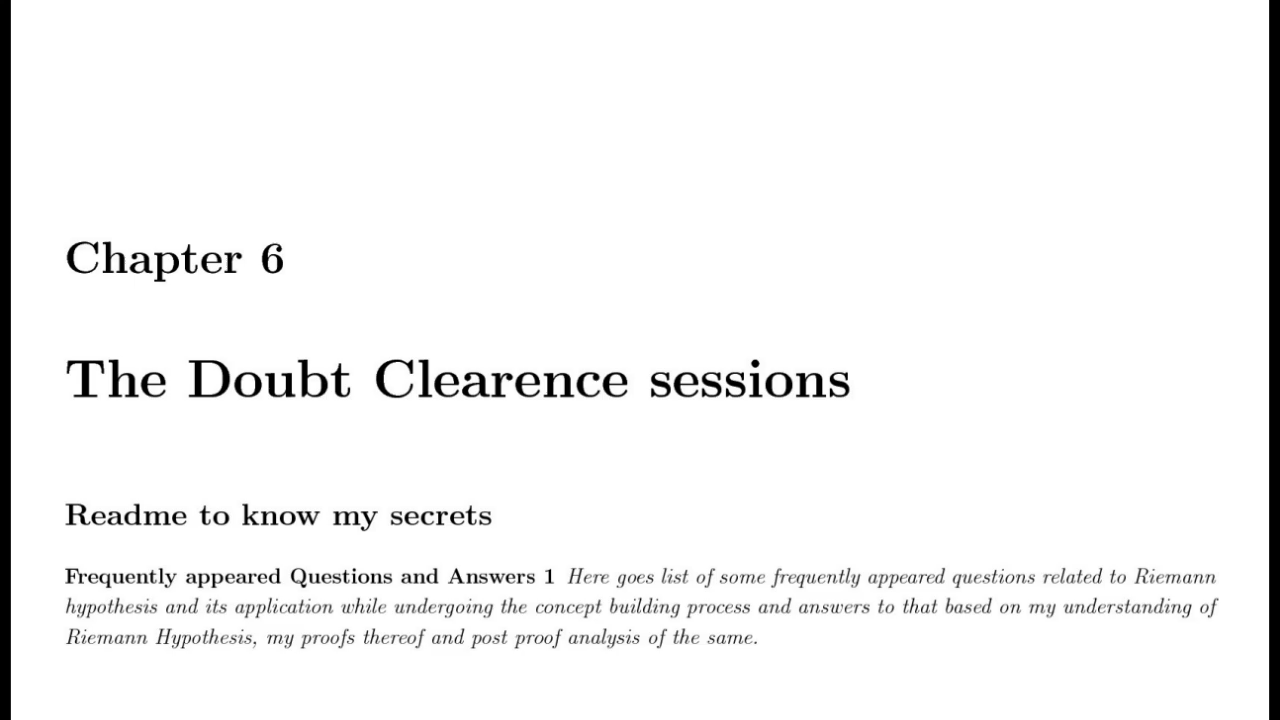 Chapter 6
The Doubt Clearence sessions
Readme to know my secrets
Frequently appeared Questions and Answers 1 Here goes list of some frequently appeared questions related to Riemann
hypothesis and its application while undergoing the concept building process and answers to that based on my understanding of
Riemann Hypothesis, my proofs thereof and post proof analysis of the same.